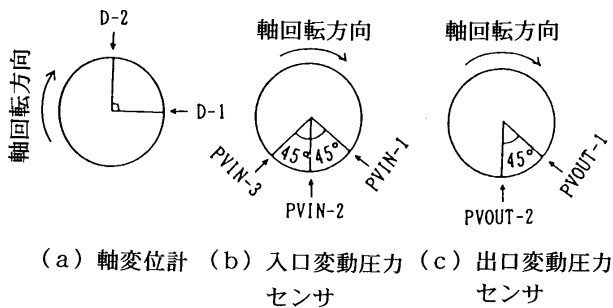 D-2
軸回転方向
D-1
(a) 軸変位計
軸回転方向
45°
45°
PVIN-3
PVIN-2
PVIN-1
(b) 入口変動圧力
センサ
軸回転方向
45°
PVOUT-2
PVOUT-1
(c) 出口変動圧力
センサ